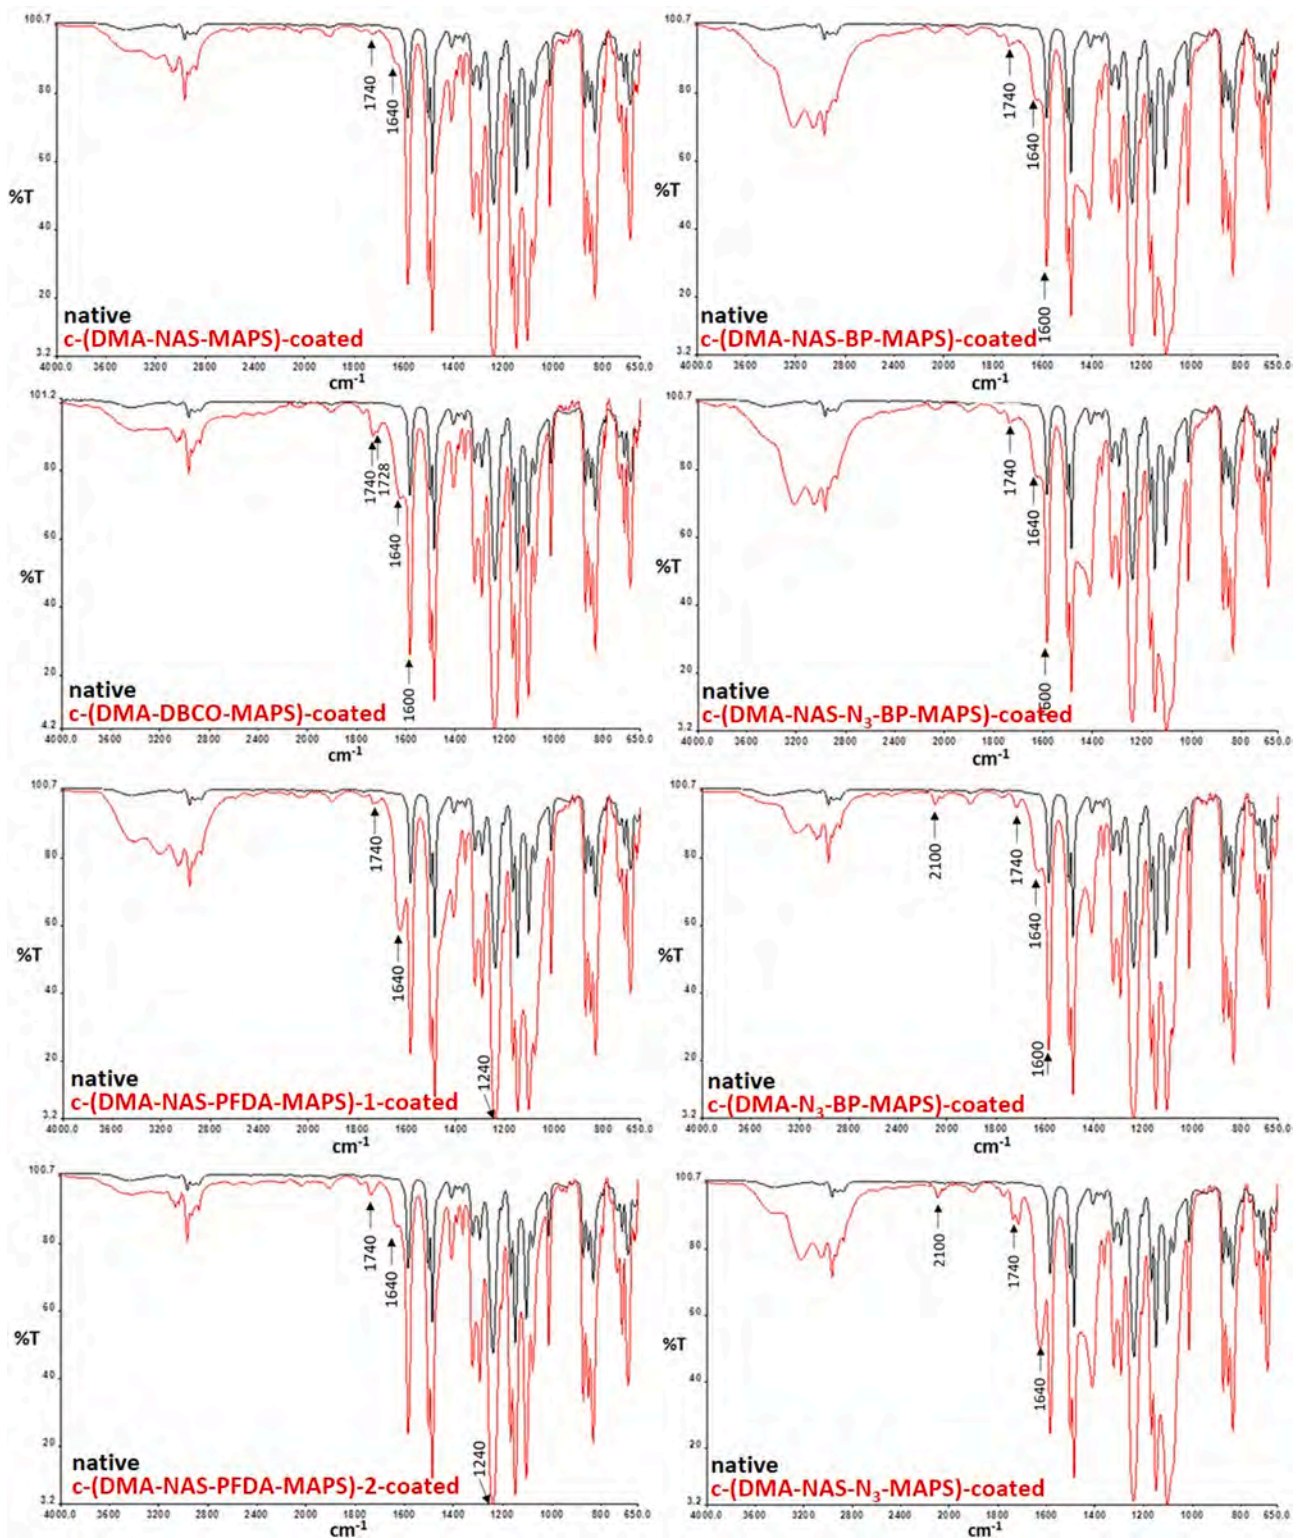 100.7
80
60
%T
40
20
3.2
1740
1640
native
c-(DMA-NAS-MAPS)-coated
4000.0 3600 3200 2800 2400 2000 1800 1600 1400 1200 1000 800 650.0
cm-1
100.7
80
60
%T
40
20
3.2
1740
1640
1600
native
c-(DMA-NAS-BP-MAPS)-coated
4000.0 3600 3200 2800 2400 2000 1800 1600 1400 1200 1000 800 650.0
cm-1
101.2
80
60
%T
40
20
4.2
1740
1728
1640
1600
native
c-(DMA-DBCO-MAPS)-coated
4000.0 3600 3200 2800 2400 2000 1800 1600 1400 1200 1000 800 650.0
cm-1
100.7
80
60
%T
40
20
3.2
1740
1640
1600
native
c-(DMA-NAS-N3-BP-MAPS)-coated
4000.0 3600 3200 2800 2400 2000 1800 1600 1400 1200 1000 800 650.0
cm-1
100.7
80
60
%T
40
20
3.2
1740
1640
1240
native
c-(DMA-NAS-PFDA-MAPS)-1-coated
4000.0 3600 3200 2800 2400 2000 1800 1600 1400 1200 1000 800 650.0
cm-1
100.7
80
60
%T
40
20
3.2
2100
1740
1640
1600
native
c-(DMA-N3-BP-MAPS)-coated
4000.0 3600 3200 2800 2400 2000 1800 1600 1400 1200 1000 800 650.0
cm-1
100.7
80
60
%T
40
20
3.2
1740
1640
1240
native
c-(DMA-NAS-PFDA-MAPS)-2-coated
4000.0 3600 3200 2800 2400 2000 1800 1600 1400 1200 1000 800 650.0
cm-1
100.7
80
60
%T
40
20
3.2
2100
1740
1640
native
c-(DMA-NAS-N3-MAPS)-coated
4000.0 3600 3200 2800 2400 2000 1800 1600 1400 1200 1000 800 650.0
cm-1